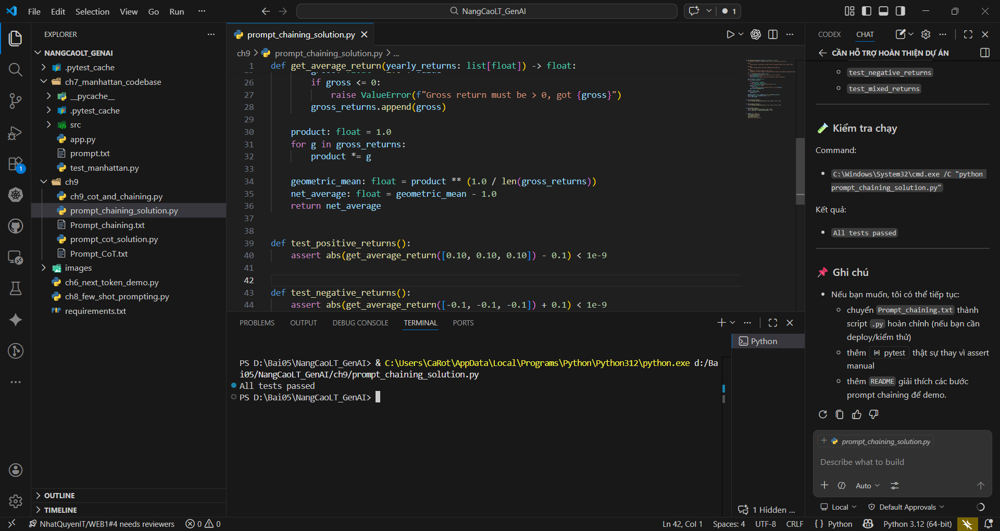 File Edit Selection View Go Run ···
NangCaoLT_GenAI
1
EXPLORER
NANGCAOLT_GENAI
.pytest_cache
ch7_manhattan_codebase
__pycache__
.pytest_cache
src
app.py
prompt.txt
test_manhattan.py
ch9
ch9_cot_and_chaining.py
prompt_chaining_solution.py
Prompt_chaining.txt
prompt_cot_solution.py
Prompt_CoT.txt
images
ch6_next_token_demo.py
ch8_few_shot_prompting.py
requirements.txt
OUTLINE
TIMELINE
1
prompt_chaining_solution.py
ch9 > prompt_chaining_solution.py > ...
1 def get_average_return(yearly_returns: list[float]) -> float:
26 if gross <= 0:
27 raise ValueError(f"Gross return must be > 0, got {gross}")
28 gross_returns.append(gross)
29
30 product: float = 1.0
31 for g in gross_returns:
32 product *= g
33
34 geometric_mean: float = product ** (1.0 / len(gross_returns))
35 net_average: float = geometric_mean - 1.0
36 return net_average
37
38
39 def test_positive_returns():
40 assert abs(get_average_return([0.10, 0.10, 0.10]) - 0.1) < 1e-9
41
42
43 def test_negative_returns():
44 assert abs(get_average_return([-0.1, -0.1, -0.1]) + 0.1) < 1e-9
PROBLEMS OUTPUT DEBUG CONSOLE TERMINAL PORTS
Python
PS D:\Bai05\NangCaoLT_GenAI> & C:\Users\CaRot\AppData\Local\Programs\Python\Python312\python.exe d:/Ba
i05/NangCaoLT_GenAI/ch9/prompt_chaining_solution.py
All tests passed
PS D:\Bai05\NangCaoLT_GenAI>
1 Hidden ...
CODEX CHAT
CẦN HỖ TRỢ HOÀN THIỆN DỰ ÁN
test_negative_returns
test_mixed_returns
Kiểm tra chạy
Command:
C:\Windows\System32\cmd.exe /C "python
prompt_chaining_solution.py"
Kết quả:
All tests passed
Ghi chú
Nếu bạn muốn, tôi có thể tiếp tục:
chuyển Prompt_chaining.txt thành
script .py hoàn chỉnh (nếu bạn cần
deploy/kiểm thử)
thêm pytest thật sự thay vì assert
manual
thêm README giải thích các bước
prompt chaining để demo.
prompt_chaining_solution.py
Describe what to build
Auto
Local Default Approvals
NhatQuyenIT/WEB1#4 needs reviewers 0 0
Ln 42, Col 1 Spaces: 4 UTF-8 CRLF { } Python Python 3.12 (64-bit)